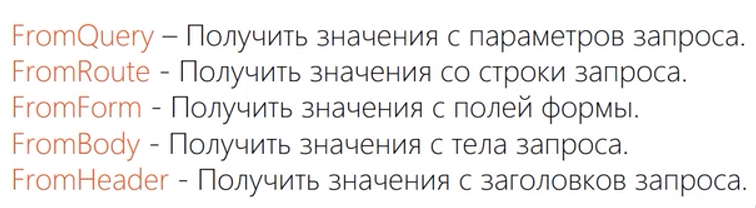 FromQuery – Получить значения с параметров запроса.
FromRoute - Получить значения со строки запроса.
FromForm - Получить значения с полей формы.
FromBody - Получить значения с тела запроса.
FromHeader - Получить значения с заголовков запроса.